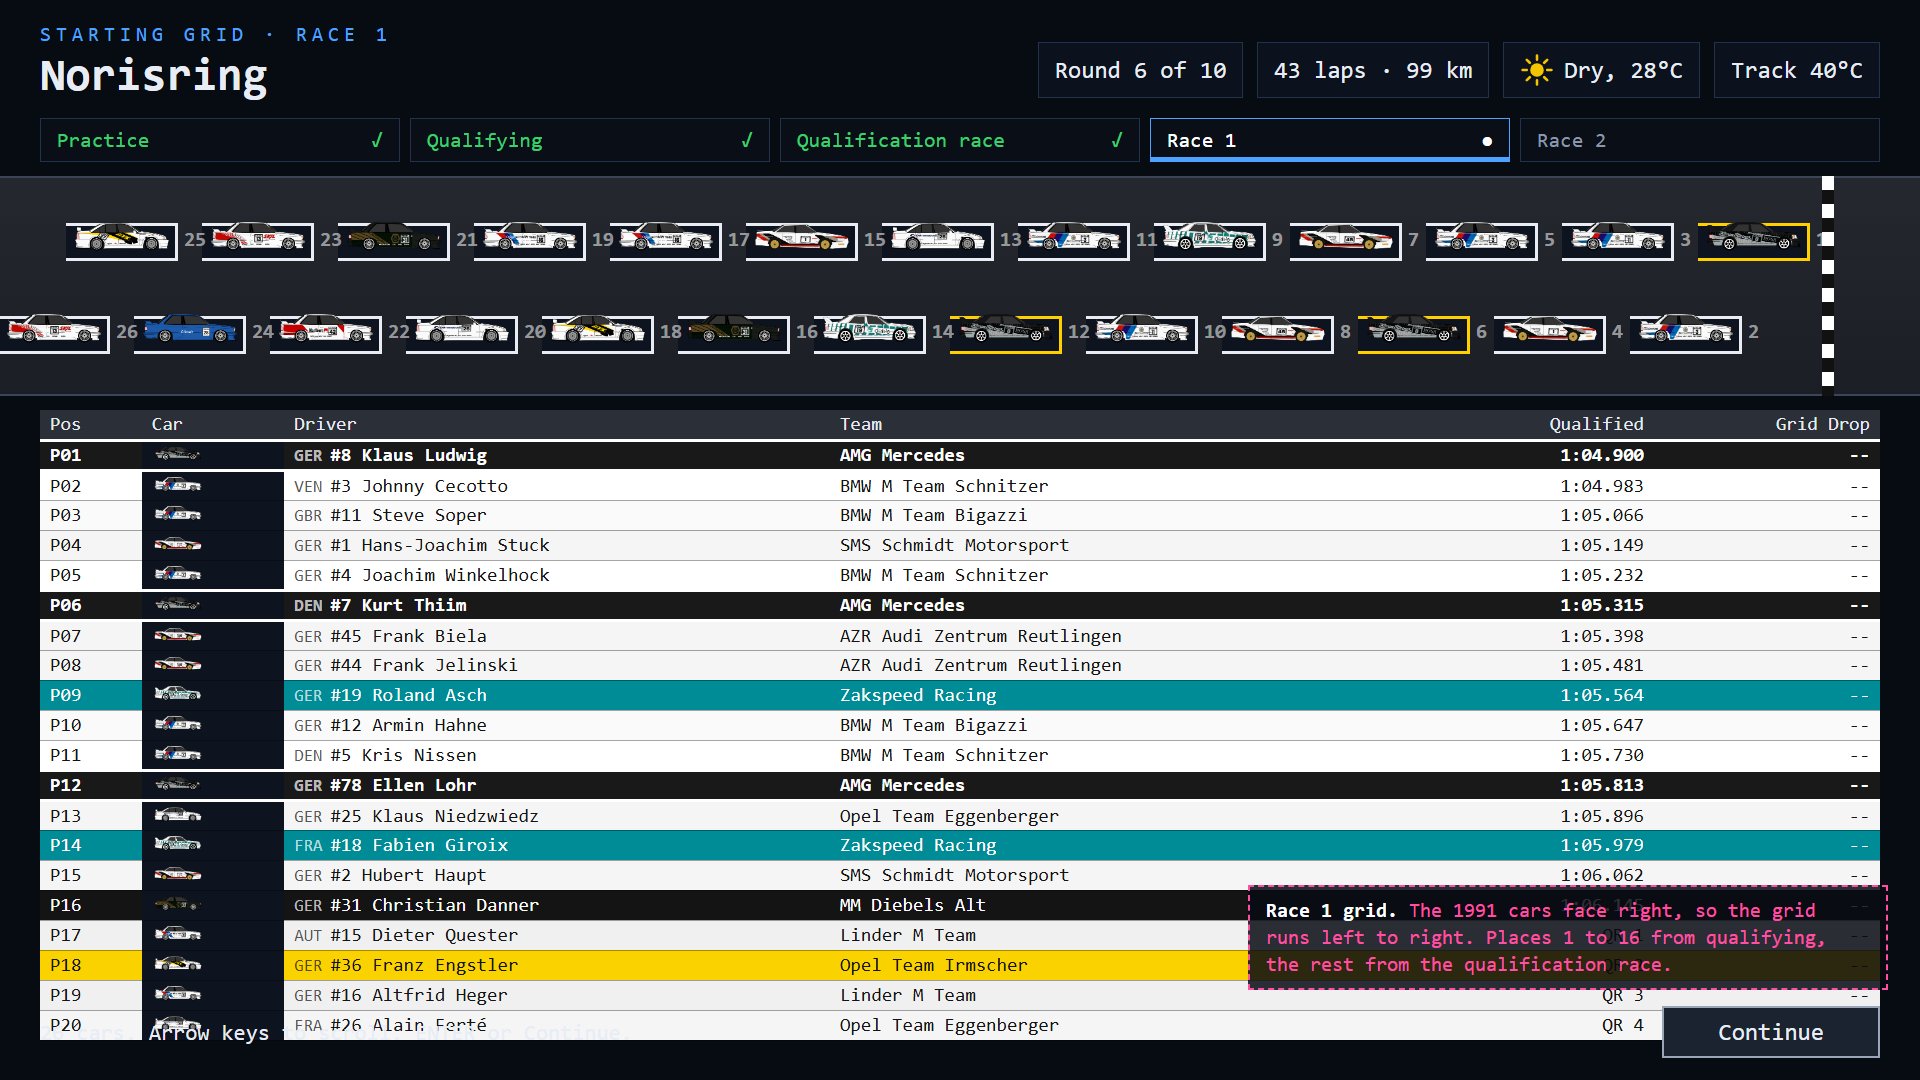 STARTING GRID · RACE 1
Norisring
Round 6 of 10
43 laps · 99 km
Dry, 28°C
Track 40°C
Practice ✓
Qualifying ✓
Qualification race ✓
Race 1 ●
Race 2
25 23 21 19 17 15 13 11 9 7 5 3
26 24 22 20 18 16 14 12 10 8 6 4 2
Pos Car Driver Team Qualified Grid Drop
P01 GER #8 Klaus Ludwig AMG Mercedes 1:04.900 --
P02 VEN #3 Johnny Cecotto BMW M Team Schnitzer 1:04.983 --
P03 GBR #11 Steve Soper BMW M Team Bigazzi 1:05.066 --
P04 GER #1 Hans-Joachim Stuck SMS Schmidt Motorsport 1:05.149 --
P05 GER #4 Joachim Winkelhock BMW M Team Schnitzer 1:05.232 --
P06 DEN #7 Kurt Thiim AMG Mercedes 1:05.315 --
P07 GER #45 Frank Biela AZR Audi Zentrum Reutlingen 1:05.398 --
P08 GER #44 Frank Jelinski AZR Audi Zentrum Reutlingen 1:05.481 --
P09 GER #19 Roland Asch Zakspeed Racing 1:05.564 --
P10 GER #12 Armin Hahne BMW M Team Bigazzi 1:05.647 --
P11 DEN #5 Kris Nissen BMW M Team Schnitzer 1:05.730 --
P12 GER #78 Ellen Lohr AMG Mercedes 1:05.813 --
P13 GER #25 Klaus Niedzwiedz Opel Team Eggenberger 1:05.896 --
P14 FRA #18 Fabien Giroix Zakspeed Racing 1:05.979 --
P15 GER #2 Hubert Haupt SMS Schmidt Motorsport 1:06.062 --
P16 GER #31 Christian Danner MM Diebels Alt
P17 AUT #15 Dieter Quester Linder M Team
P18 GER #36 Franz Engstler Opel Team Irmscher
P19 GER #16 Altfrid Heger Linder M Team QR 3 --
P20 FRA #26 Alain Ferté Opel Team Eggenberger QR 4
Race 1 grid. The 1991 cars face right, so the grid
runs left to right. Places 1 to 16 from qualifying,
the rest from the qualification race.
cars. Arrow keys to scroll. ENTER or Continue.
Continue